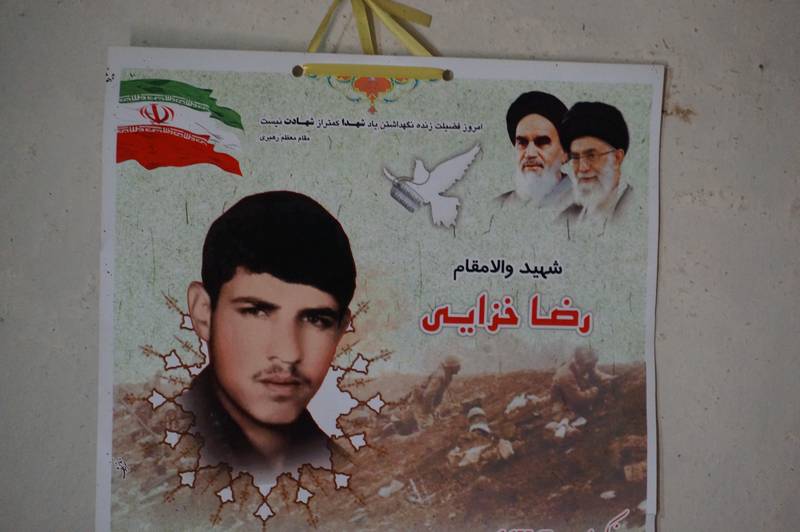 امروز فضیلت زنده نگهداشتن یاد شهدا کمتر از شهادت نیست
مقام معظم رهبری
شهید والامقام
رضا خزایی